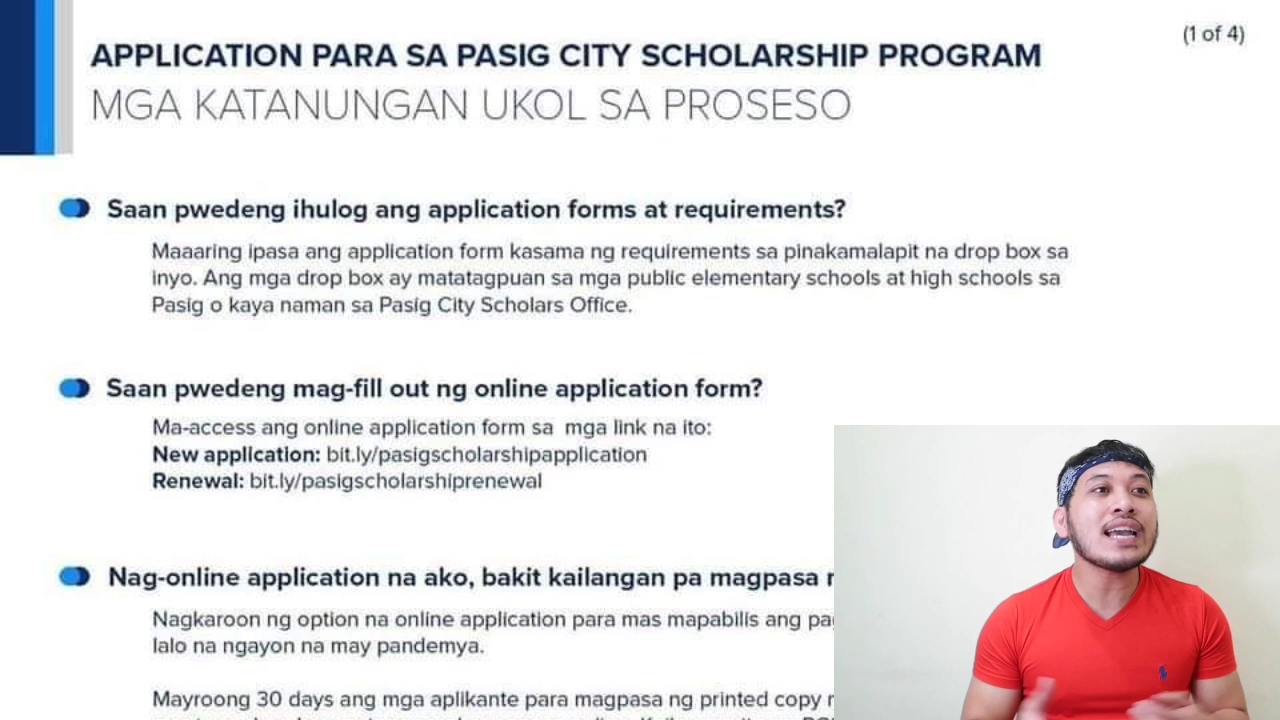 (1 of 4)
APPLICATION PARA SA PASIG CITY SCHOLARSHIP PROGRAM
MGA KATANUNGAN UKOL SA PROSESO
Saan pwedeng ihulog ang application forms at requirements?
Maaaring ipasa ang application form kasama ng requirements sa pinakamalapit na drop box sa
inyo. Ang mga drop box ay matatagpuan sa mga public elementary schools at high schools sa
Pasig o kaya naman sa Pasig City Scholars Office.
Saan pwedeng mag-fill out ng online application form?
Ma-access ang online application form sa mga link na ito:
New application: bit.ly/pasigscholarshipapplication
Renewal: bit.ly/pasigscholarshiprenewal
Nag-online application na ako, bakit kailangan pa magpasa
Nagkaroon ng option na online application para mas mapabilis ang
lalo na ngayon na may pandemya.
Mayroong 30 days ang mga aplikante para magpasa ng printed copy